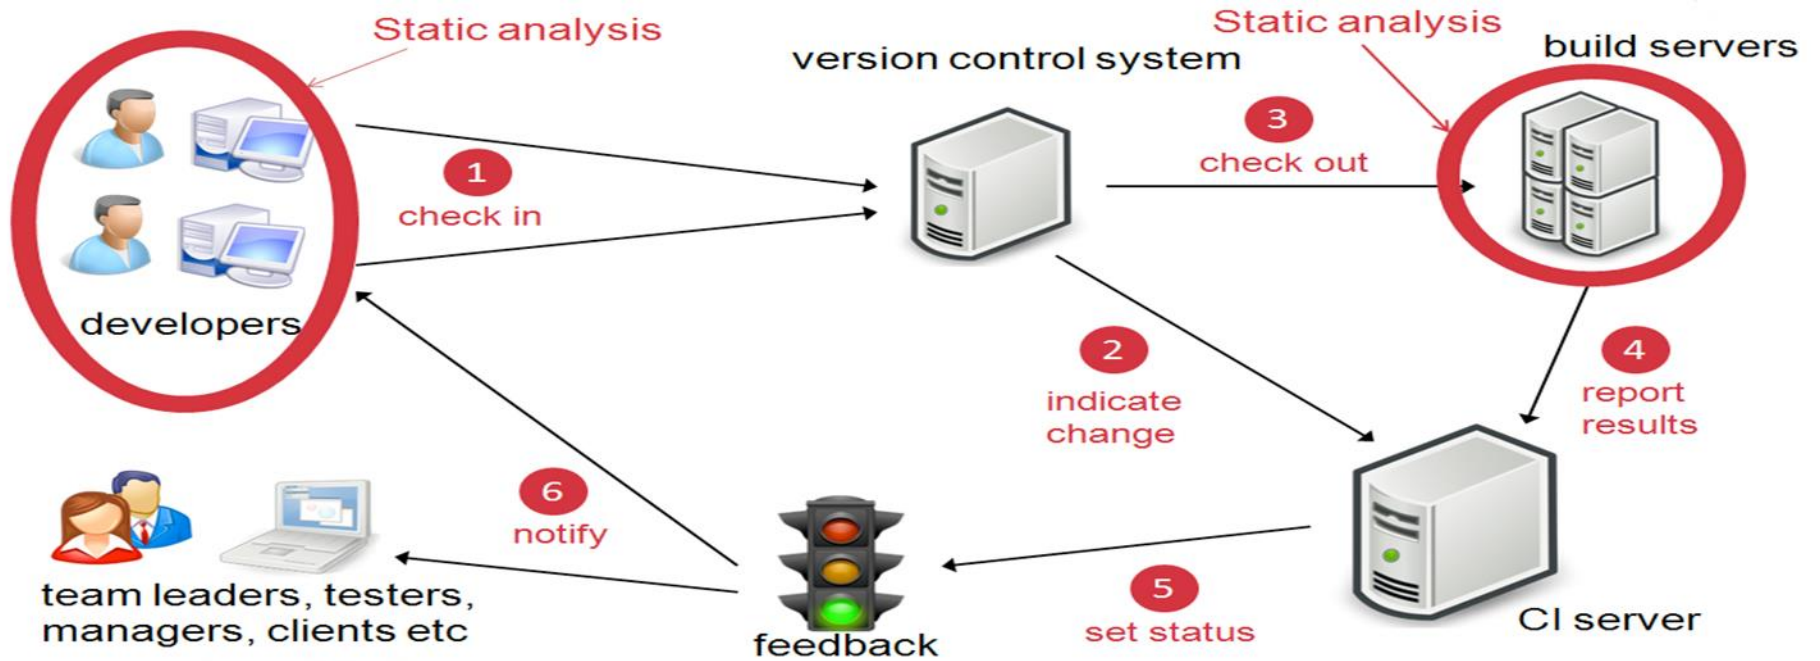 Static analysis
Static analysis
version control system
build servers
3
check out
1
check in
developers
2
indicate
change
4
report
results
6
notify
5
set status
CI server
team leaders, testers,
managers, clients etc
feedback